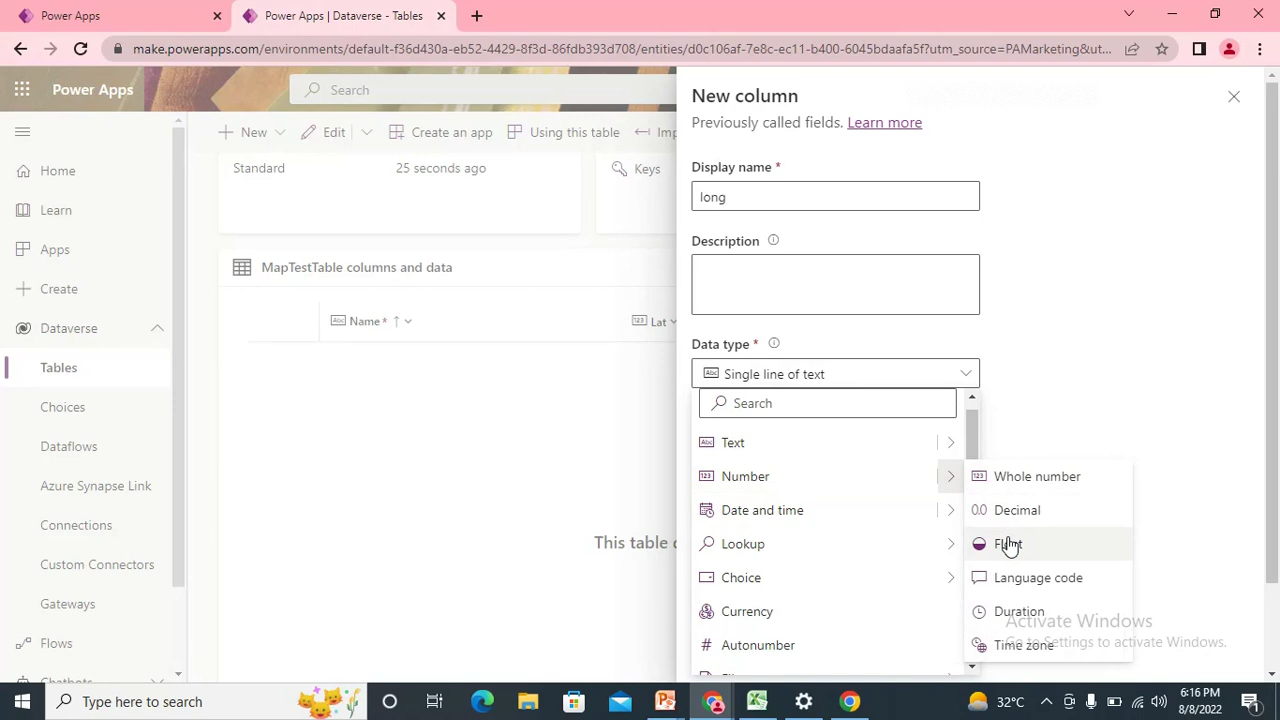 Power Apps
Power Apps | Dataverse - Tables
make.powerapps.com/environments/default-f36d430a-eb52-4429-8f3d-86fdb393d708/entities/d0c106af-7e8c-ec11-b400-6045bdaafa5f?utm_source=PAMarketing&ut...
Power Apps
Search
New column
Previously called fields. Learn more
New
Edit
Create an app
Using this table
Standard
25 seconds ago
Keys
Home
Learn
Apps
Create
Dataverse
Tables
Choices
Dataflows
Azure Synapse Link
Connections
Custom Connectors
Gateways
Flows
MapTestTable columns and data
Name *
Lat
This table
Display name *
long
Description
Data type *
Single line of text
Search
Text
Number
Date and time
Lookup
Choice
Currency
Autonumber
Whole number
Decimal
Language code
Duration
Time zone
Activate Windows
Go to Settings to activate Windows.
Type here to search
32°C
6:16 PM
8/8/2022
1